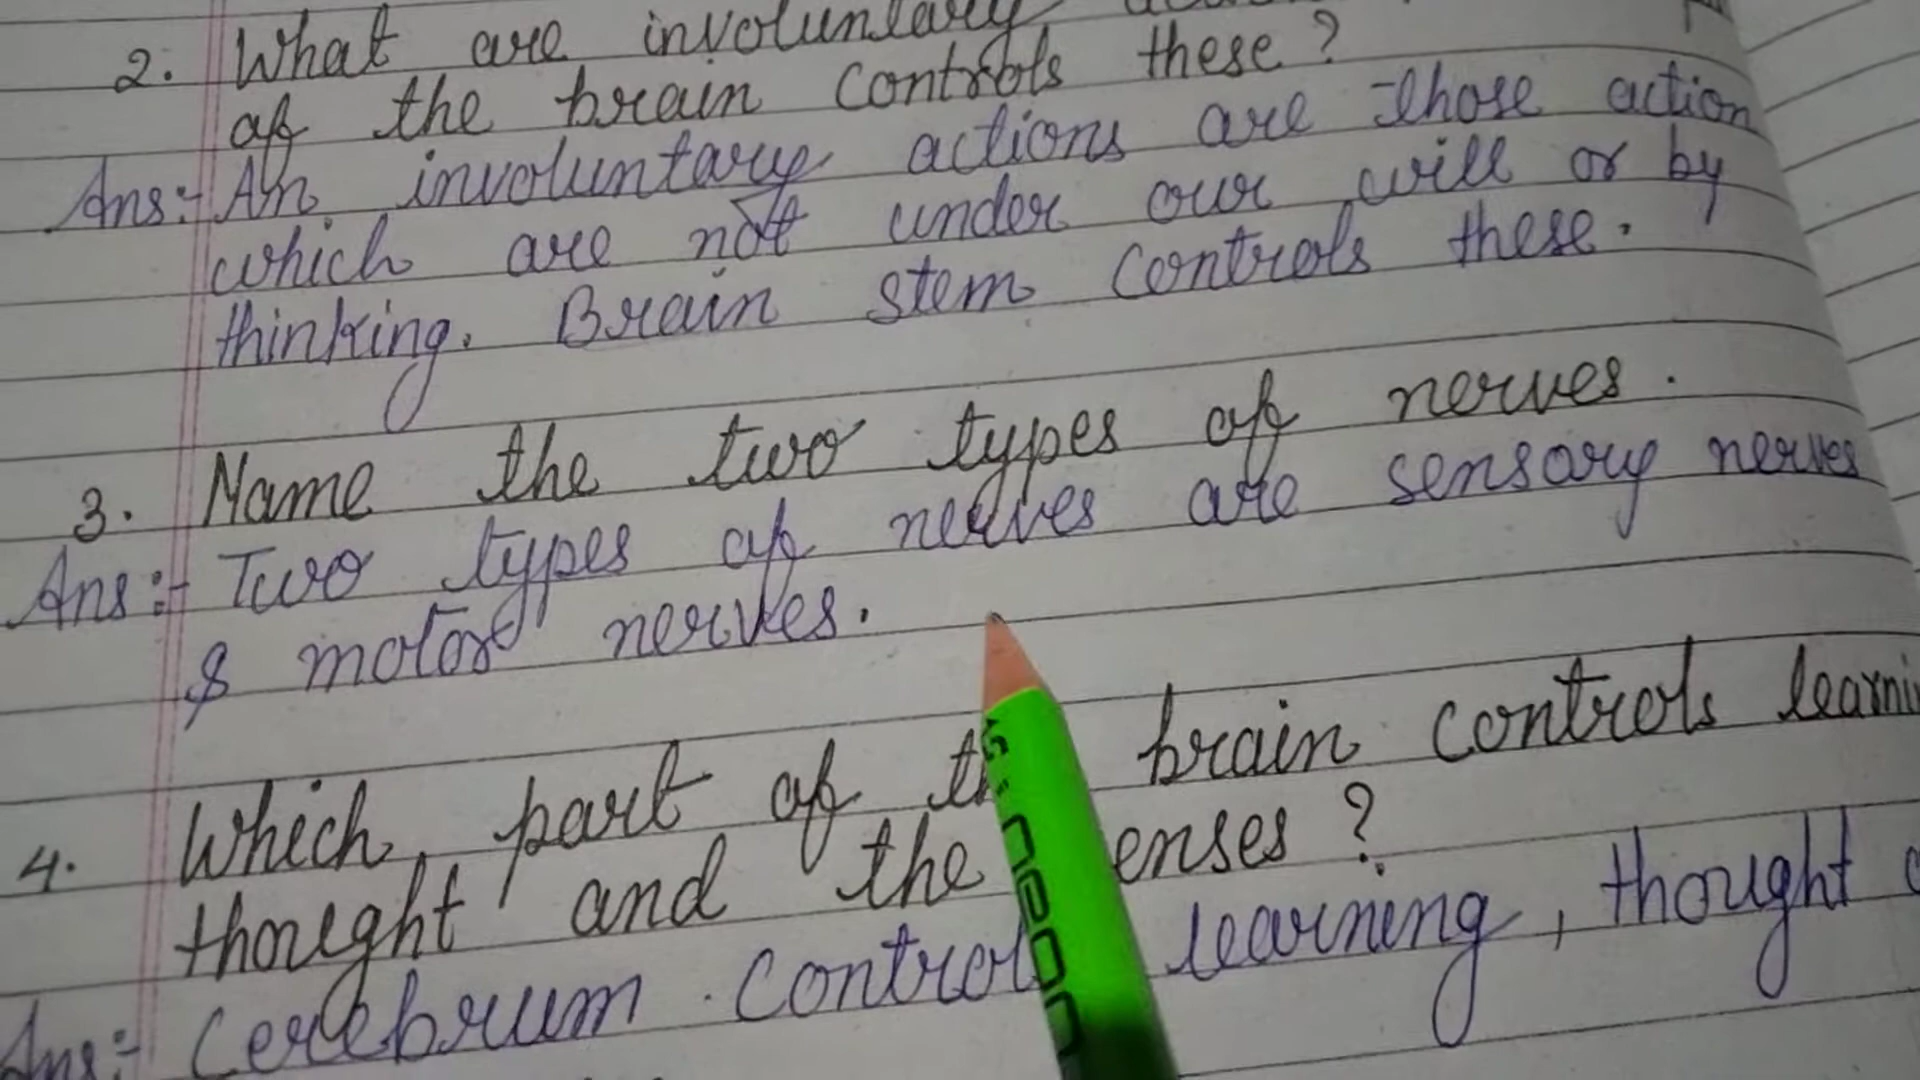 2. What are involuntary
of the brain controls these?
Ans:- An involuntary actions are those action
which are not under our will or by
thinking. Brain stem controls these.
3. Name the two types of nerves.
Ans:- Two types of nerves are sensory nerves
& motor nerves.
4. Which part of th brain controls learni
thought and the enses?
Ans:- Cerebrum control learning, thought
neon